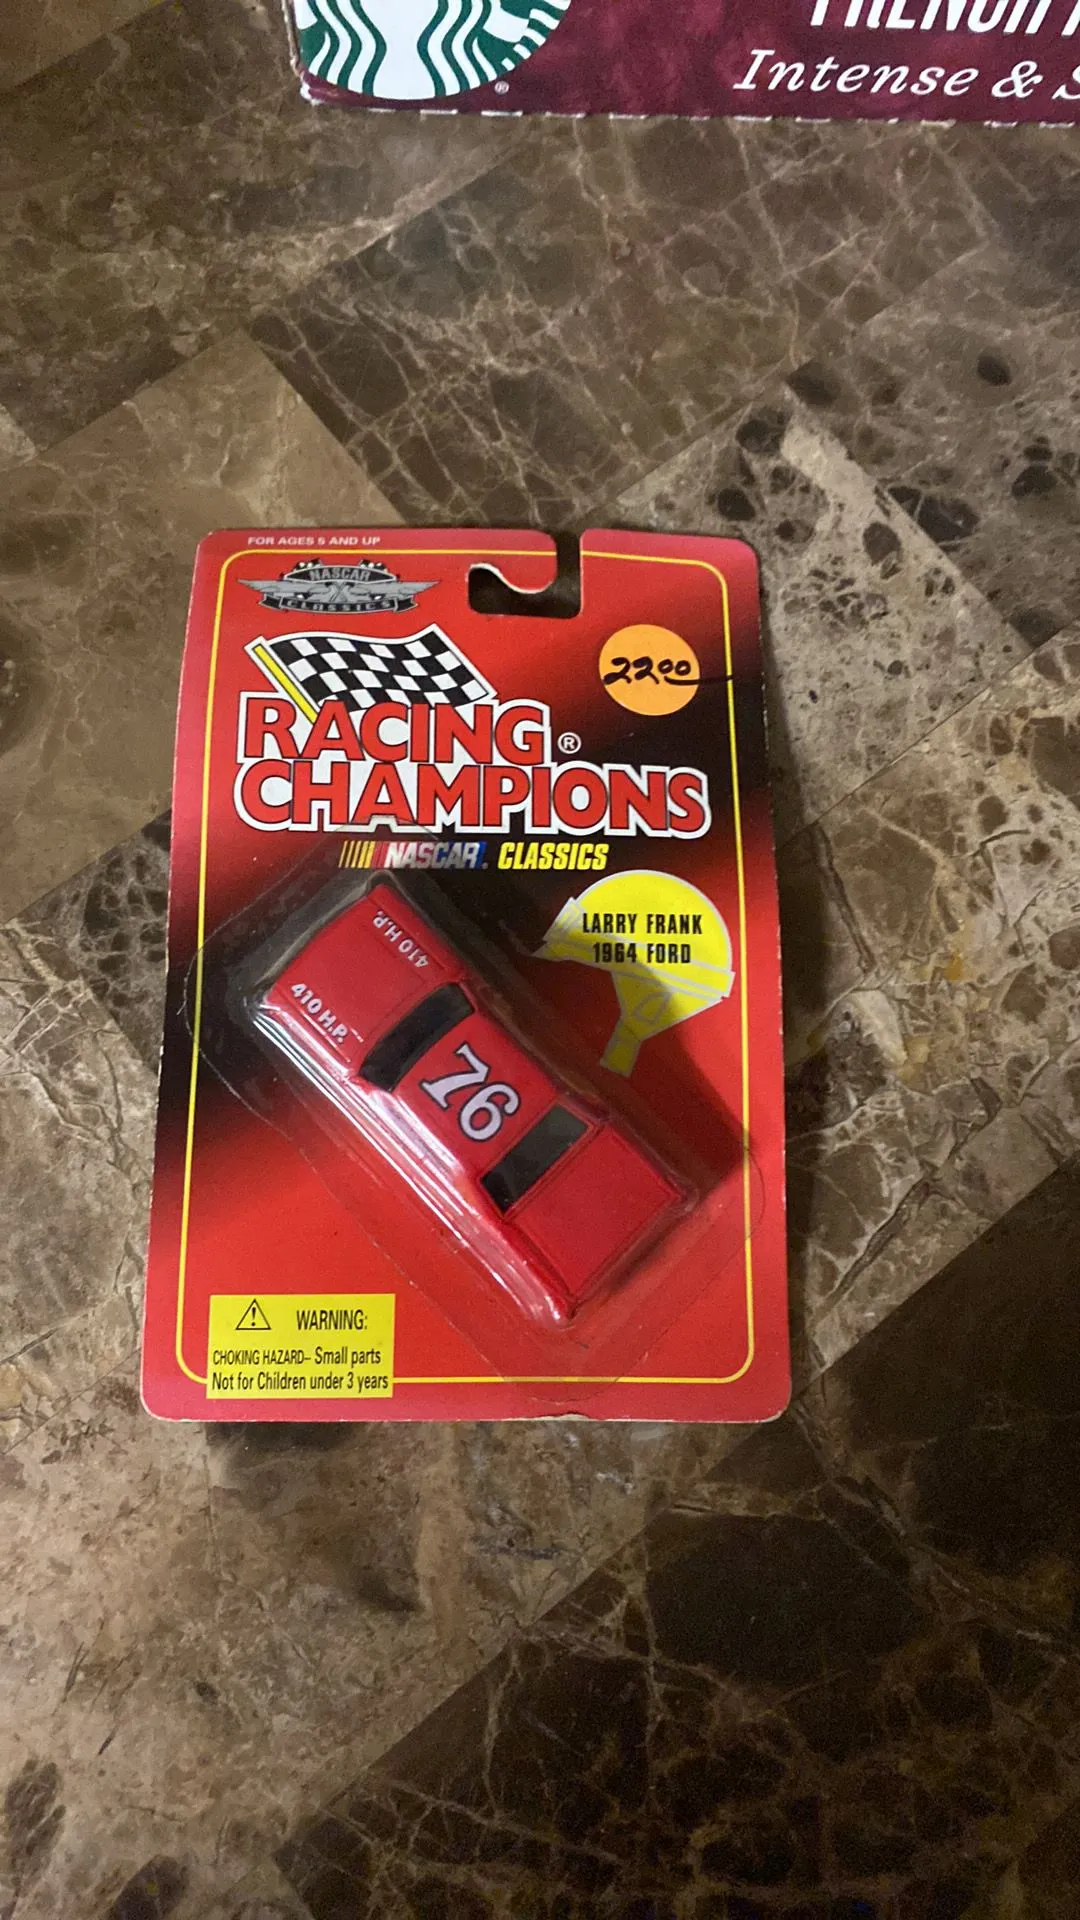 Intense &
FOR AGES 5 AND UP
NASCAR
CLASSICS
22.00
RACING
CHAMPIONS®
NASCAR. CLASSICS
LARRY FRANK
1964 FORD
410 H.P.
410 H.P.
76
WARNING:
CHOKING HAZARD– Small parts
Not for Children under 3 years